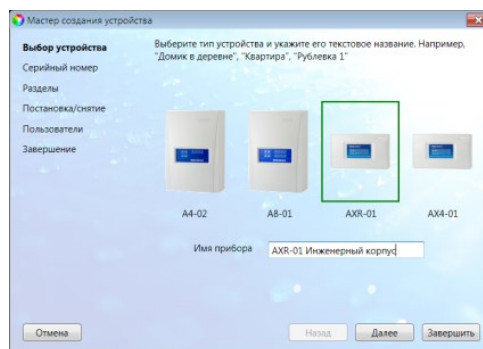 Мастер создания устройства
Выбор устройства
Серийный номер
Разделы
Постановка/снятие
Пользователи
Завершение
Выберите тип устройства и укажите его текстовое название. Например,
"Домик в деревне", "Квартира", "Рублевка 1"
A4-02
A8-01
AXR-01
AX4-01
Имя прибора
AXR-01 Инженерный корпус
Отмена
Назад
Далее
Завершить